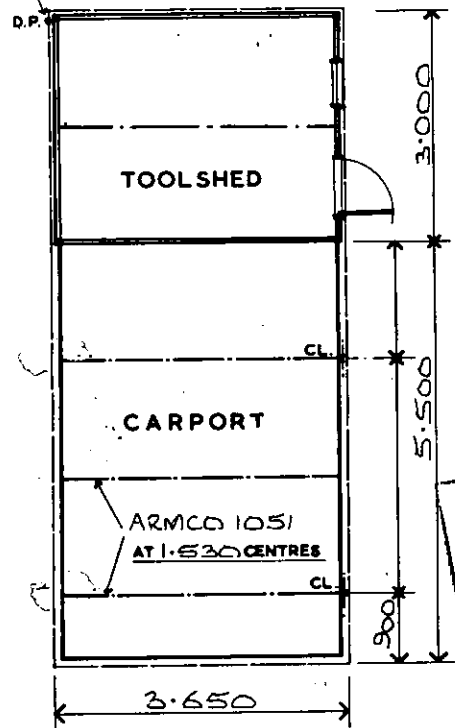 D.P.
3.000
TOOLSHED
CL.
5.500
CARPORT
ARMCO 1051
AT 1.530 CENTRES
CL
900
3.650